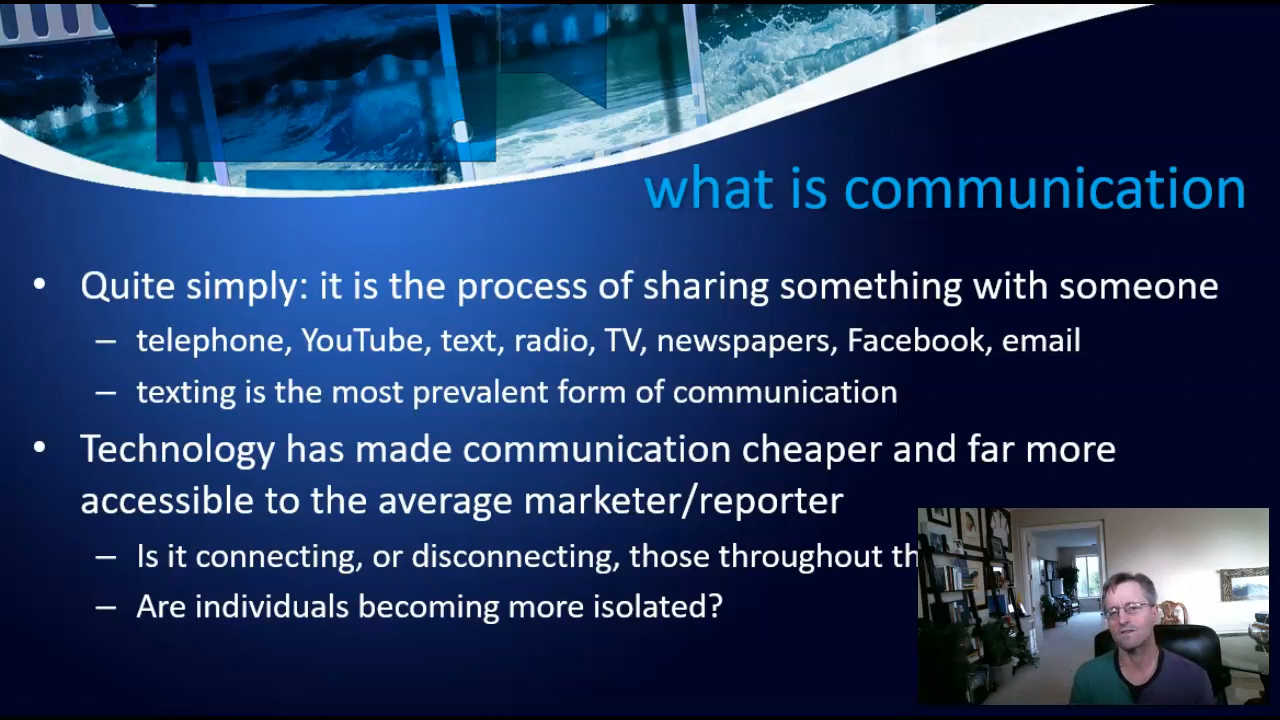 what is communication
• Quite simply: it is the process of sharing something with someone
– telephone, YouTube, text, radio, TV, newspapers, Facebook, email
– texting is the most prevalent form of communication
• Technology has made communication cheaper and far more
accessible to the average marketer/reporter
– Is it connecting, or disconnecting, those throughout
– Are individuals becoming more isolated?